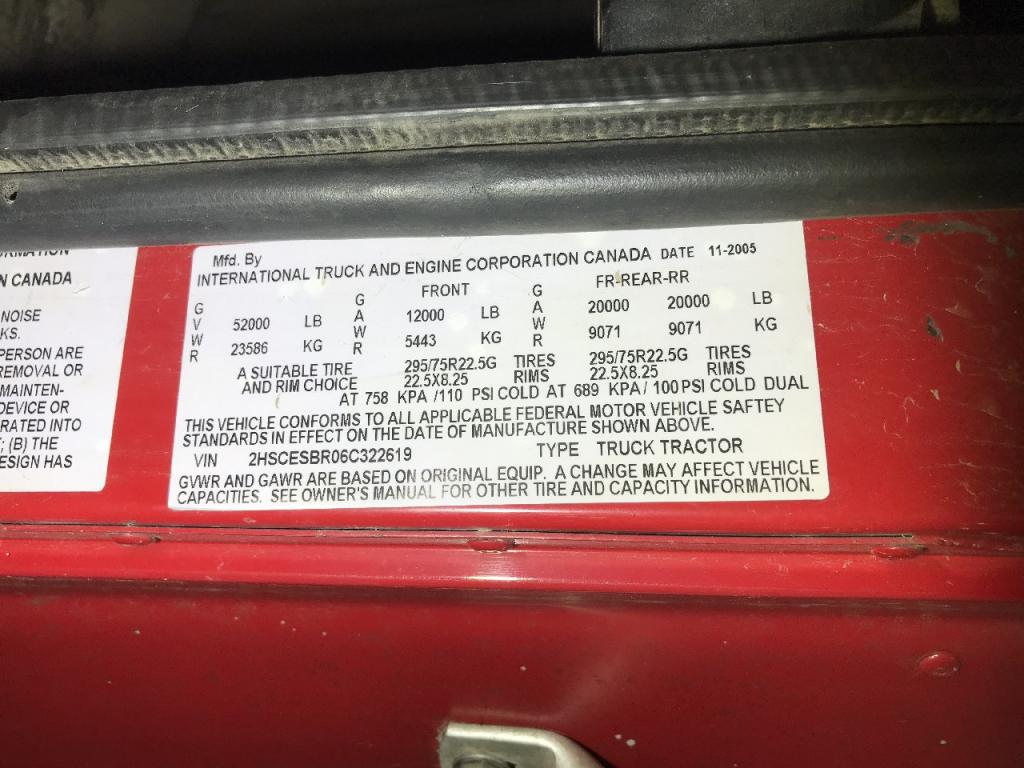 RMATION
N CANADA
NOISE
KS.
PERSON ARE
REMOVAL OR
MAINTEN-
DEVICE OR
RATED INTO
; (B) THE
ESIGN HAS
Mfd. By
INTERNATIONAL TRUCK AND ENGINE CORPORATION CANADA DATE 11-2005
FRONT FR-REAR-RR
GVWR 52000 LB GAWR 12000 LB GAWR 20000 20000 LB
23586 KG 5443 KG 9071 9071 KG
A SUITABLE TIRE 295/75R22.5G TIRES 295/75R22.5G TIRES
AND RIM CHOICE 22.5X8.25 RIMS 22.5X8.25 RIMS
AT 758 KPA /110 PSI COLD AT 689 KPA / 100 PSI COLD DUAL
THIS VEHICLE CONFORMS TO ALL APPLICABLE FEDERAL MOTOR VEHICLE SAFTEY
STANDARDS IN EFFECT ON THE DATE OF MANUFACTURE SHOWN ABOVE.
VIN 2HSCESBR06C322619 TYPE TRUCK TRACTOR
GVWR AND GAWR ARE BASED ON ORIGINAL EQUIP. A CHANGE MAY AFFECT VEHICLE
CAPACITIES. SEE OWNER'S MANUAL FOR OTHER TIRE AND CAPACITY INFORMATION.